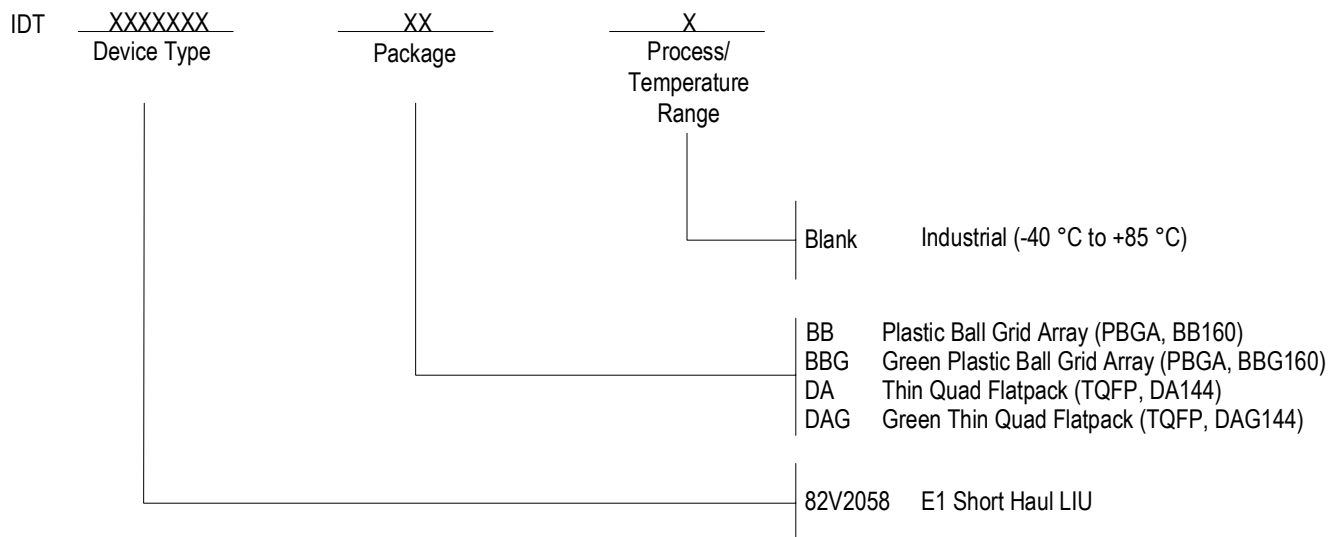 IDT XXXXXXX XX X
Device Type Package Process/
Temperature
Range
Blank Industrial (-40 °C to +85 °C)
BB Plastic Ball Grid Array (PBGA, BB160)
BBG Green Plastic Ball Grid Array (PBGA, BBG160)
DA Thin Quad Flatpack (TQFP, DA144)
DAG Green Thin Quad Flatpack (TQFP, DAG144)
82V2058 E1 Short Haul LIU